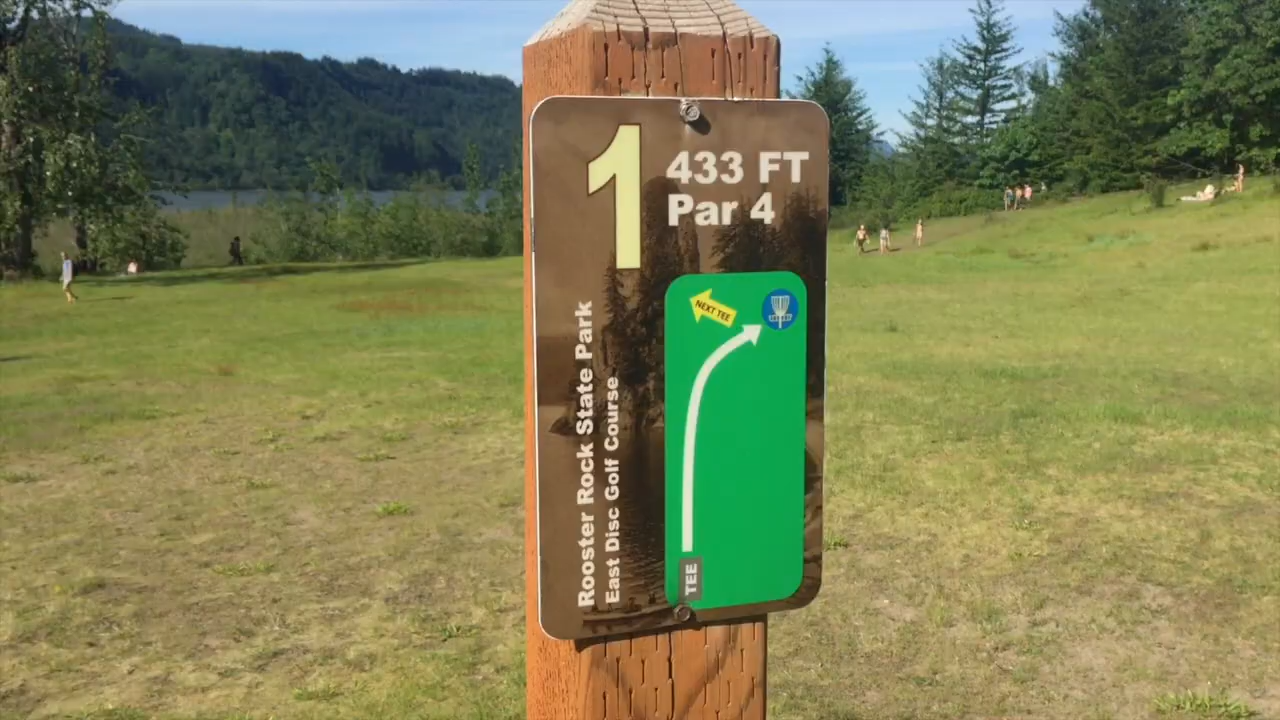 1
433 FT
Par 4
NEXT TEE
Rooster Rock State Park
East Disc Golf Course
TEE